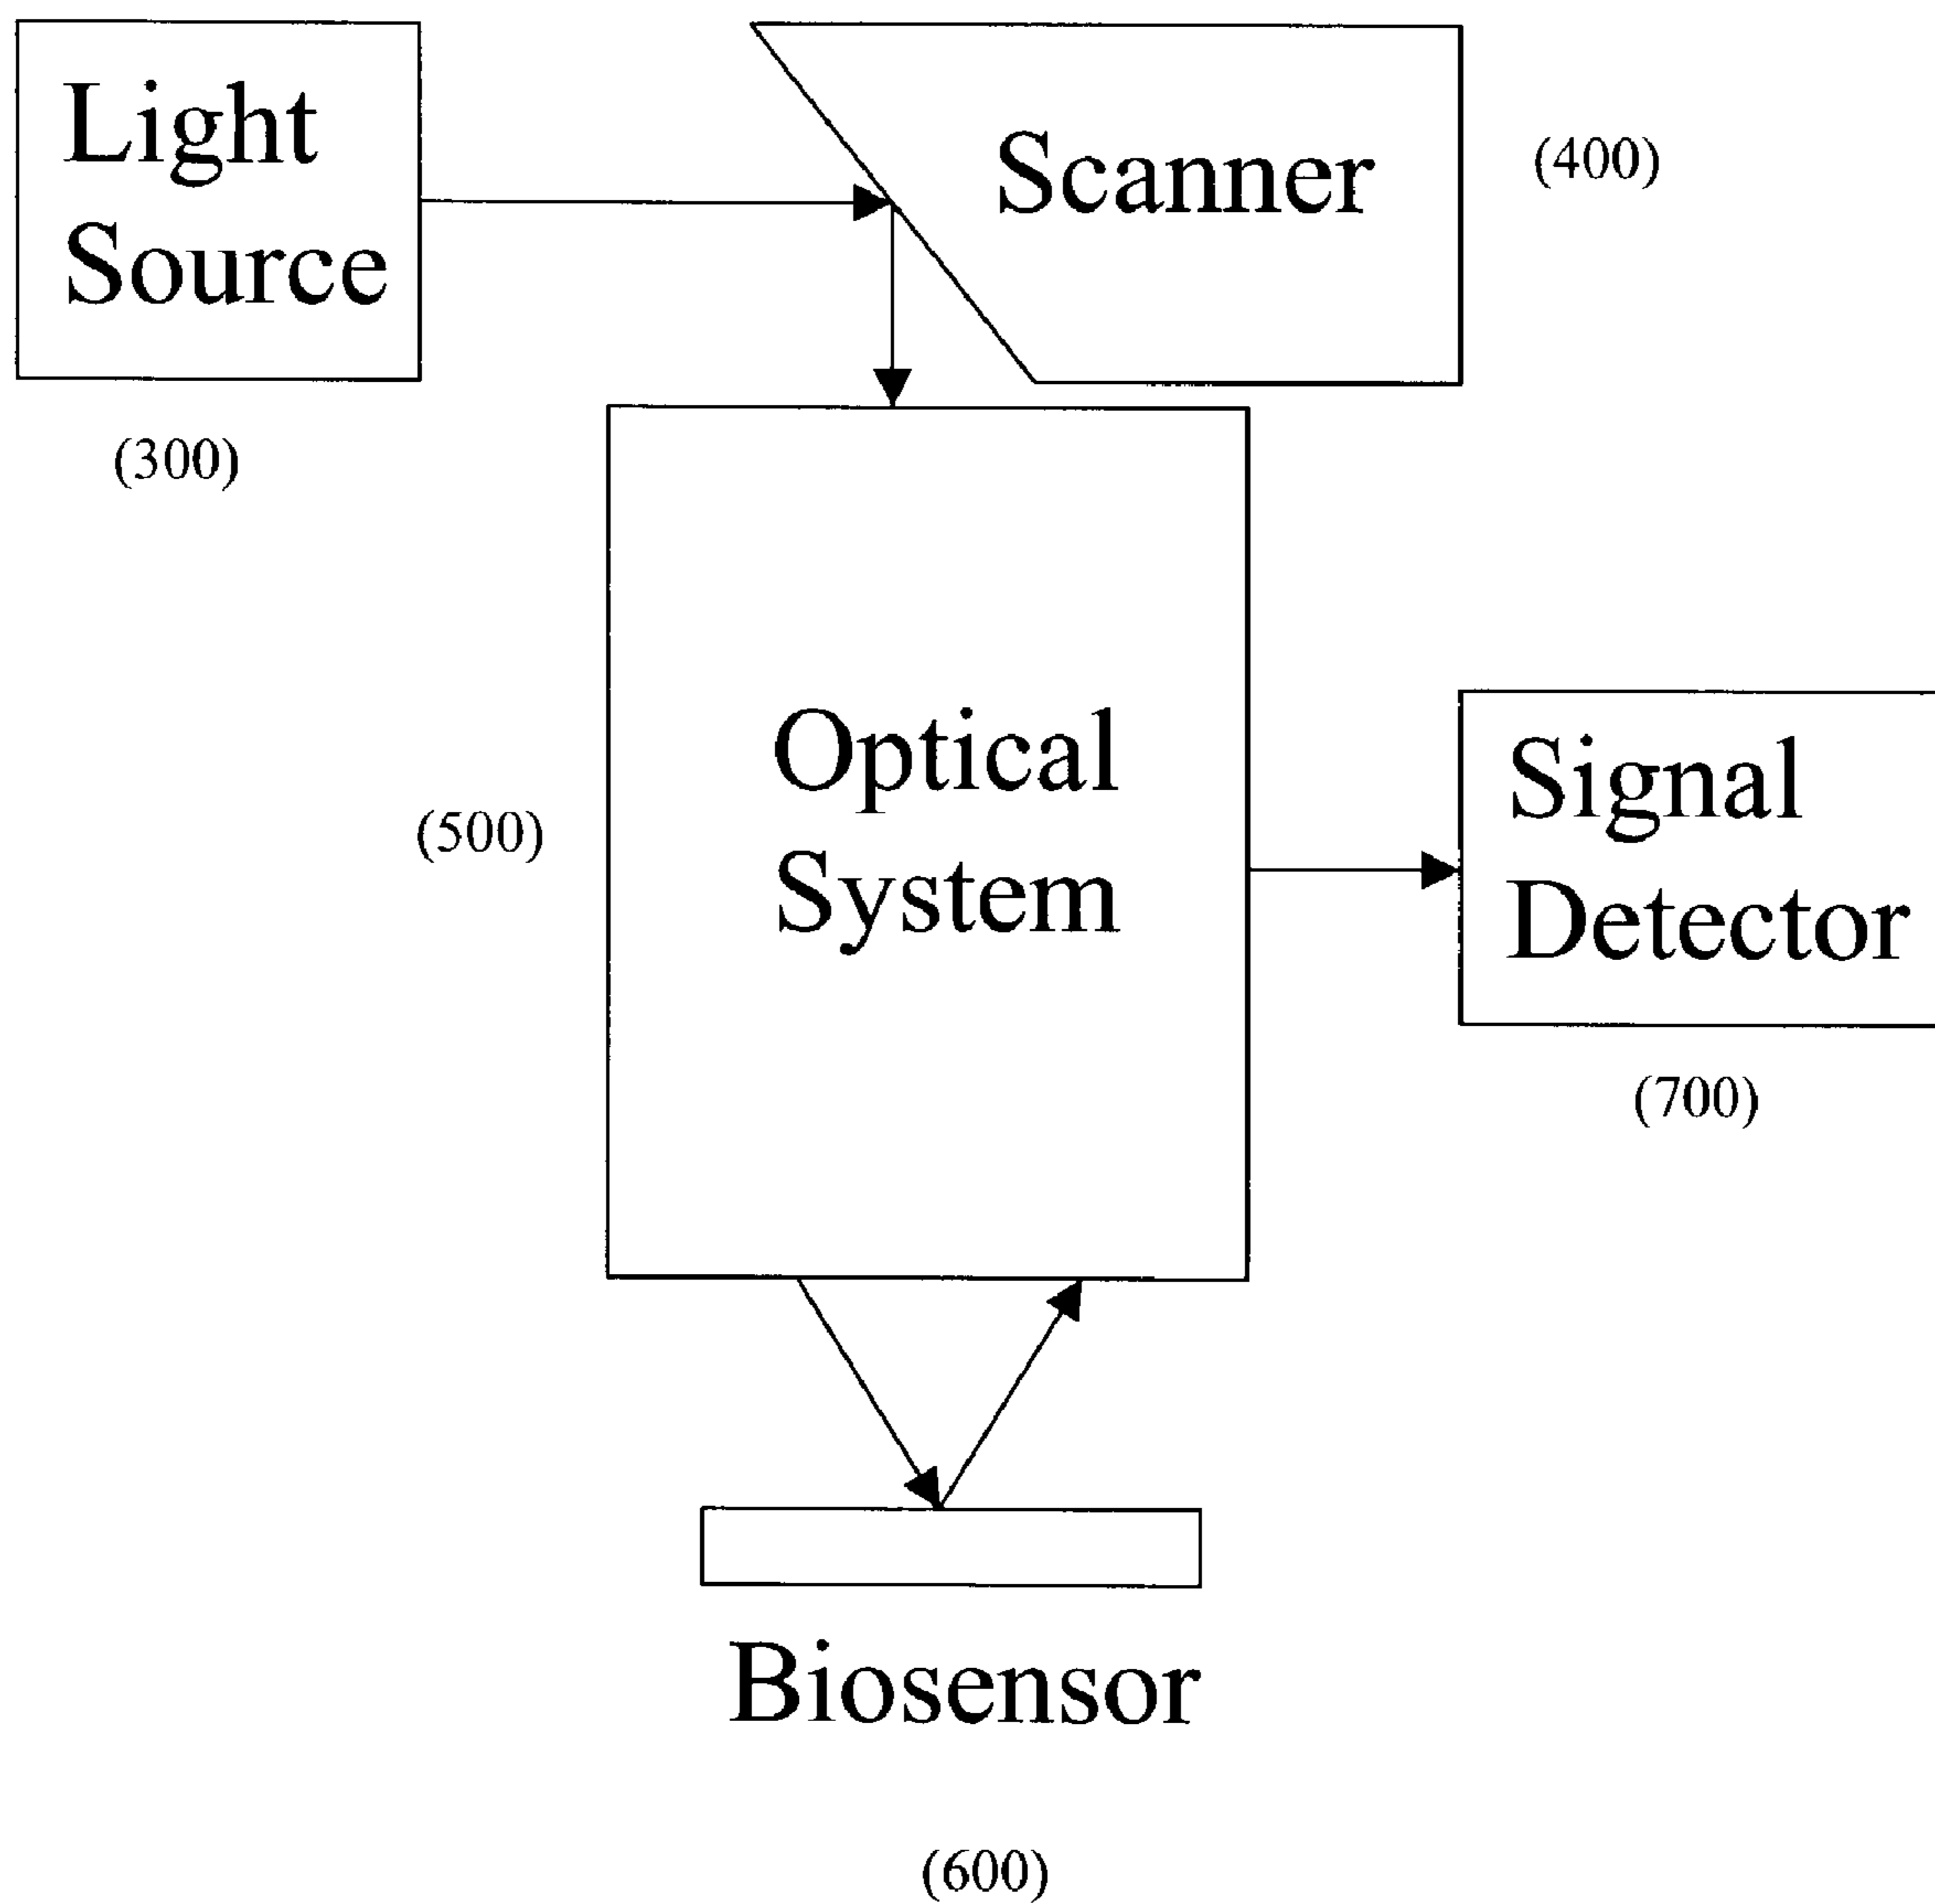 Light
Source
(300)
Scanner
(400)
Optical
System
(500)
Signal
Detector
(700)
Biosensor
(600)